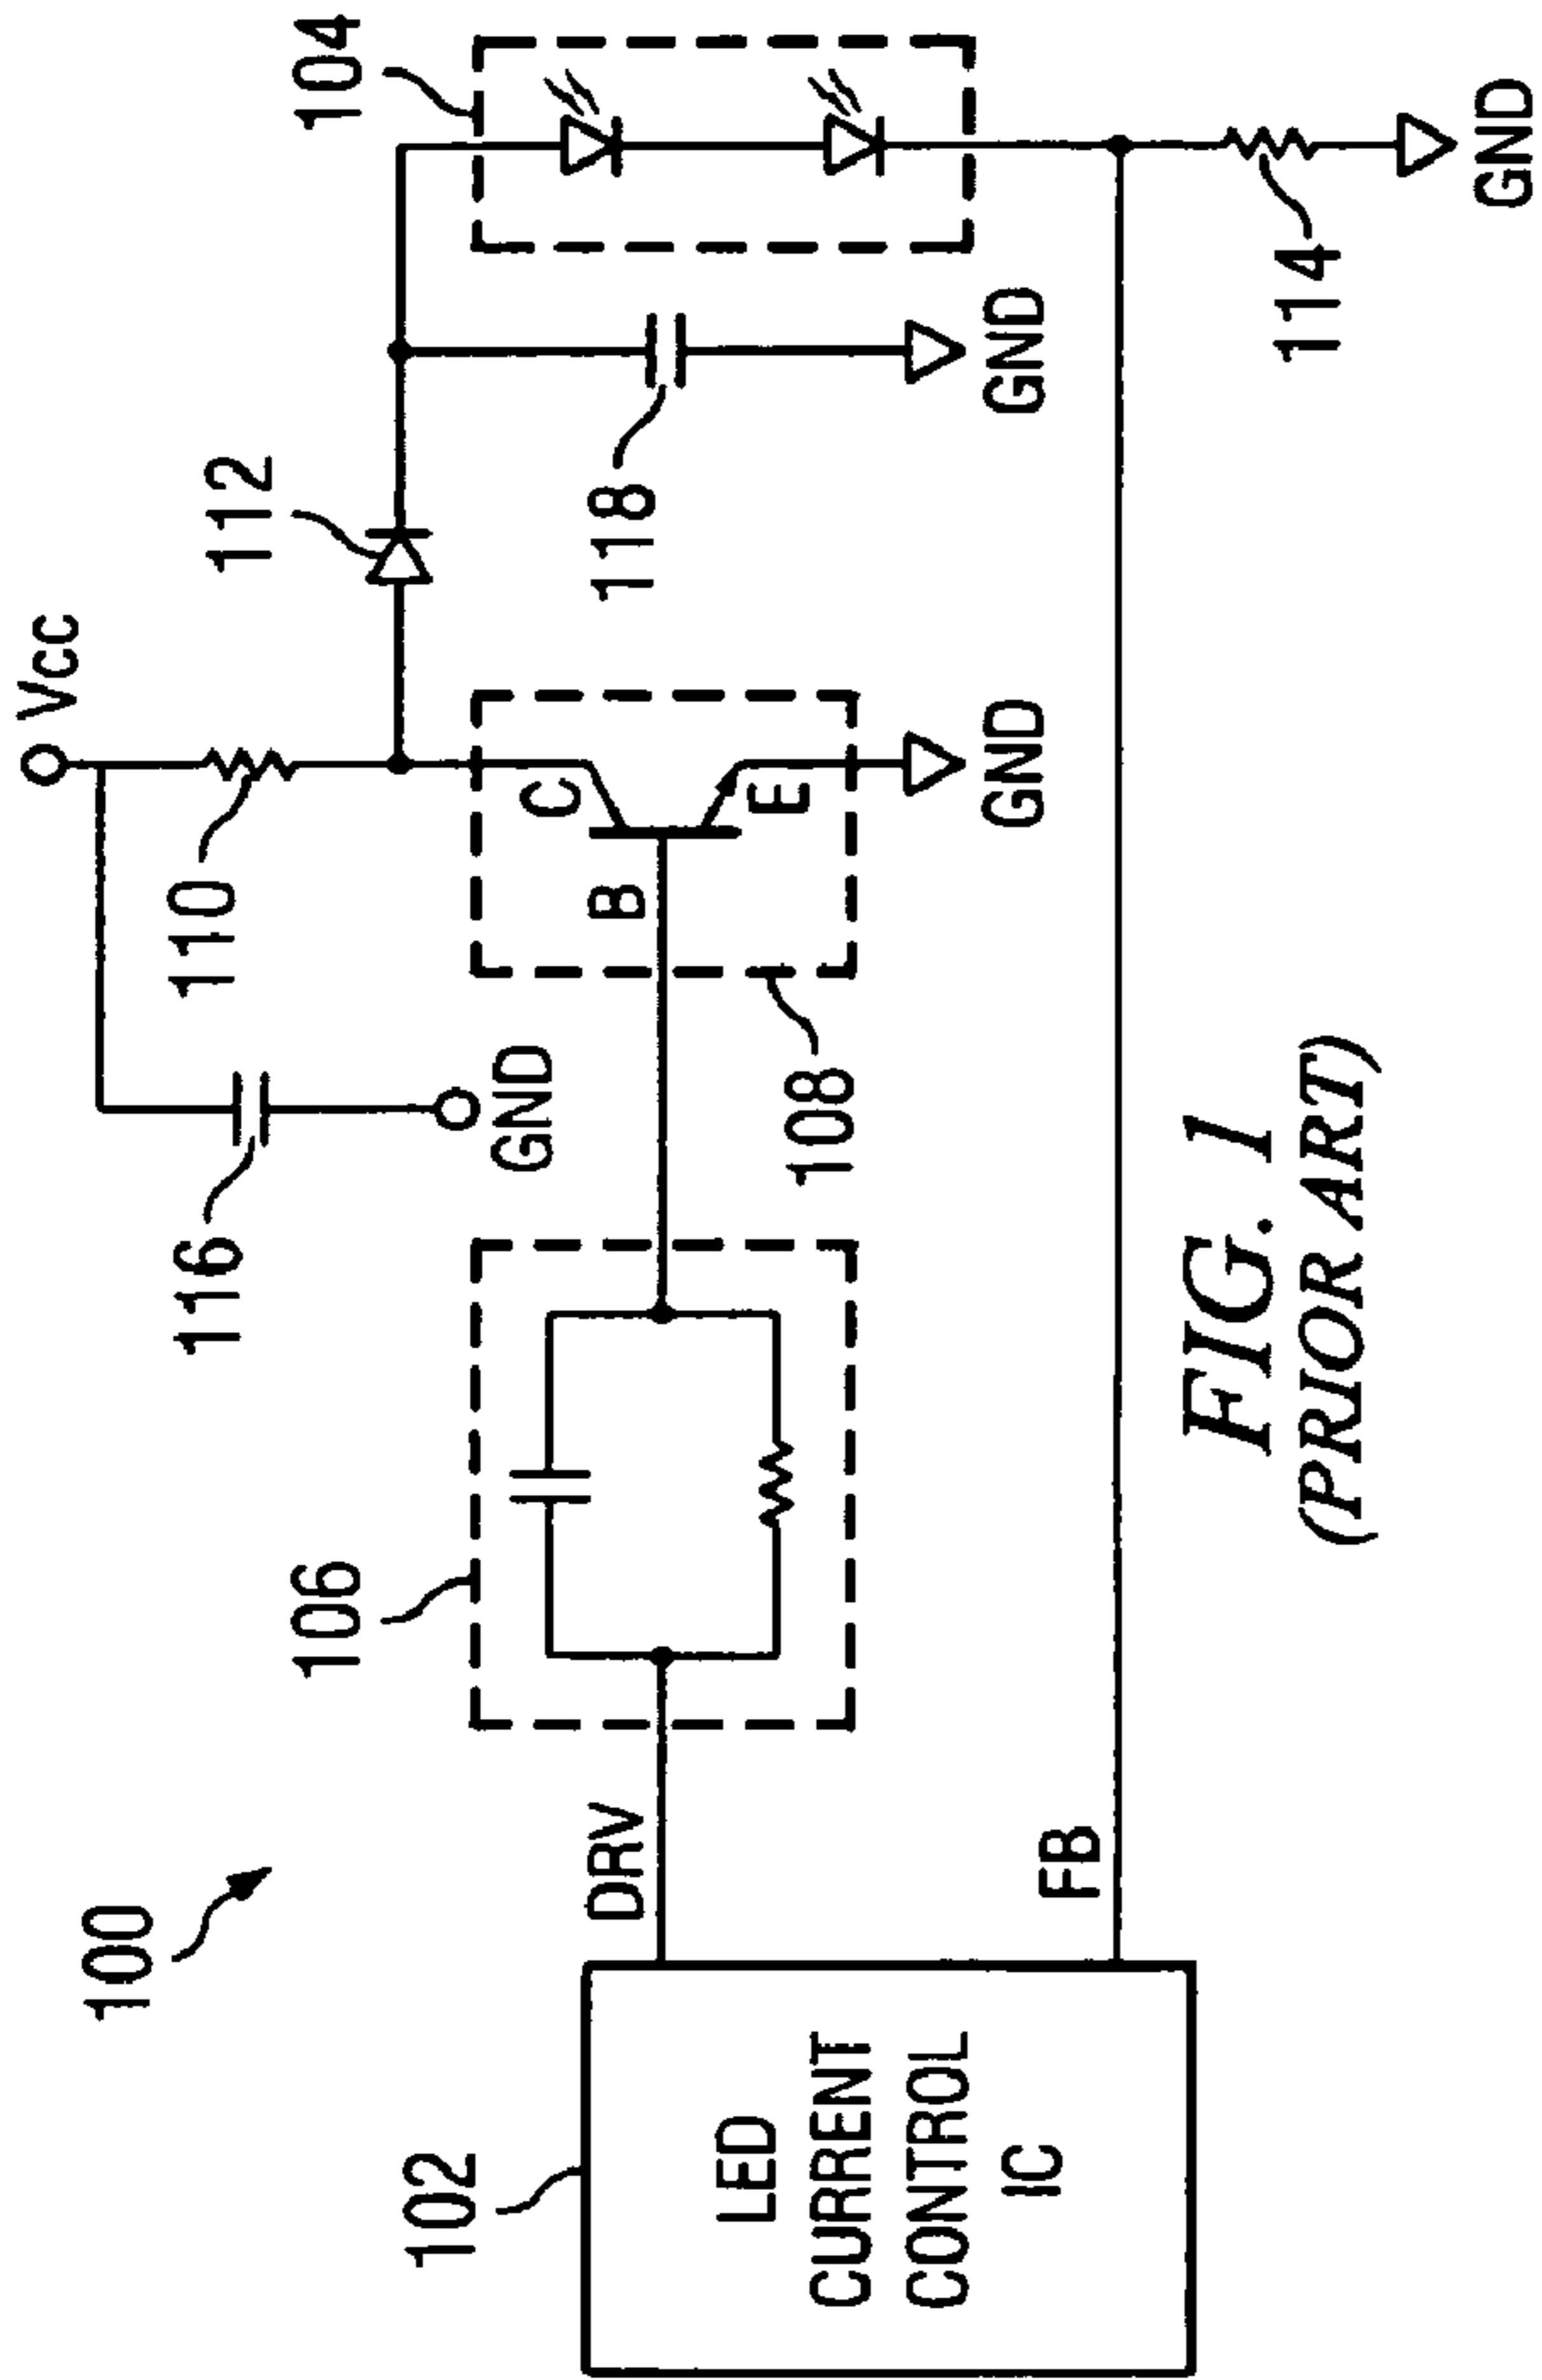 100
Vcc
116
110
112
104
GND
106
C
B
E
108
GND
118
GND
102
DRV
LED
CURRENT
CONTROL
IC
FB
114
GND
FIG. 1
(PRIOR ART)